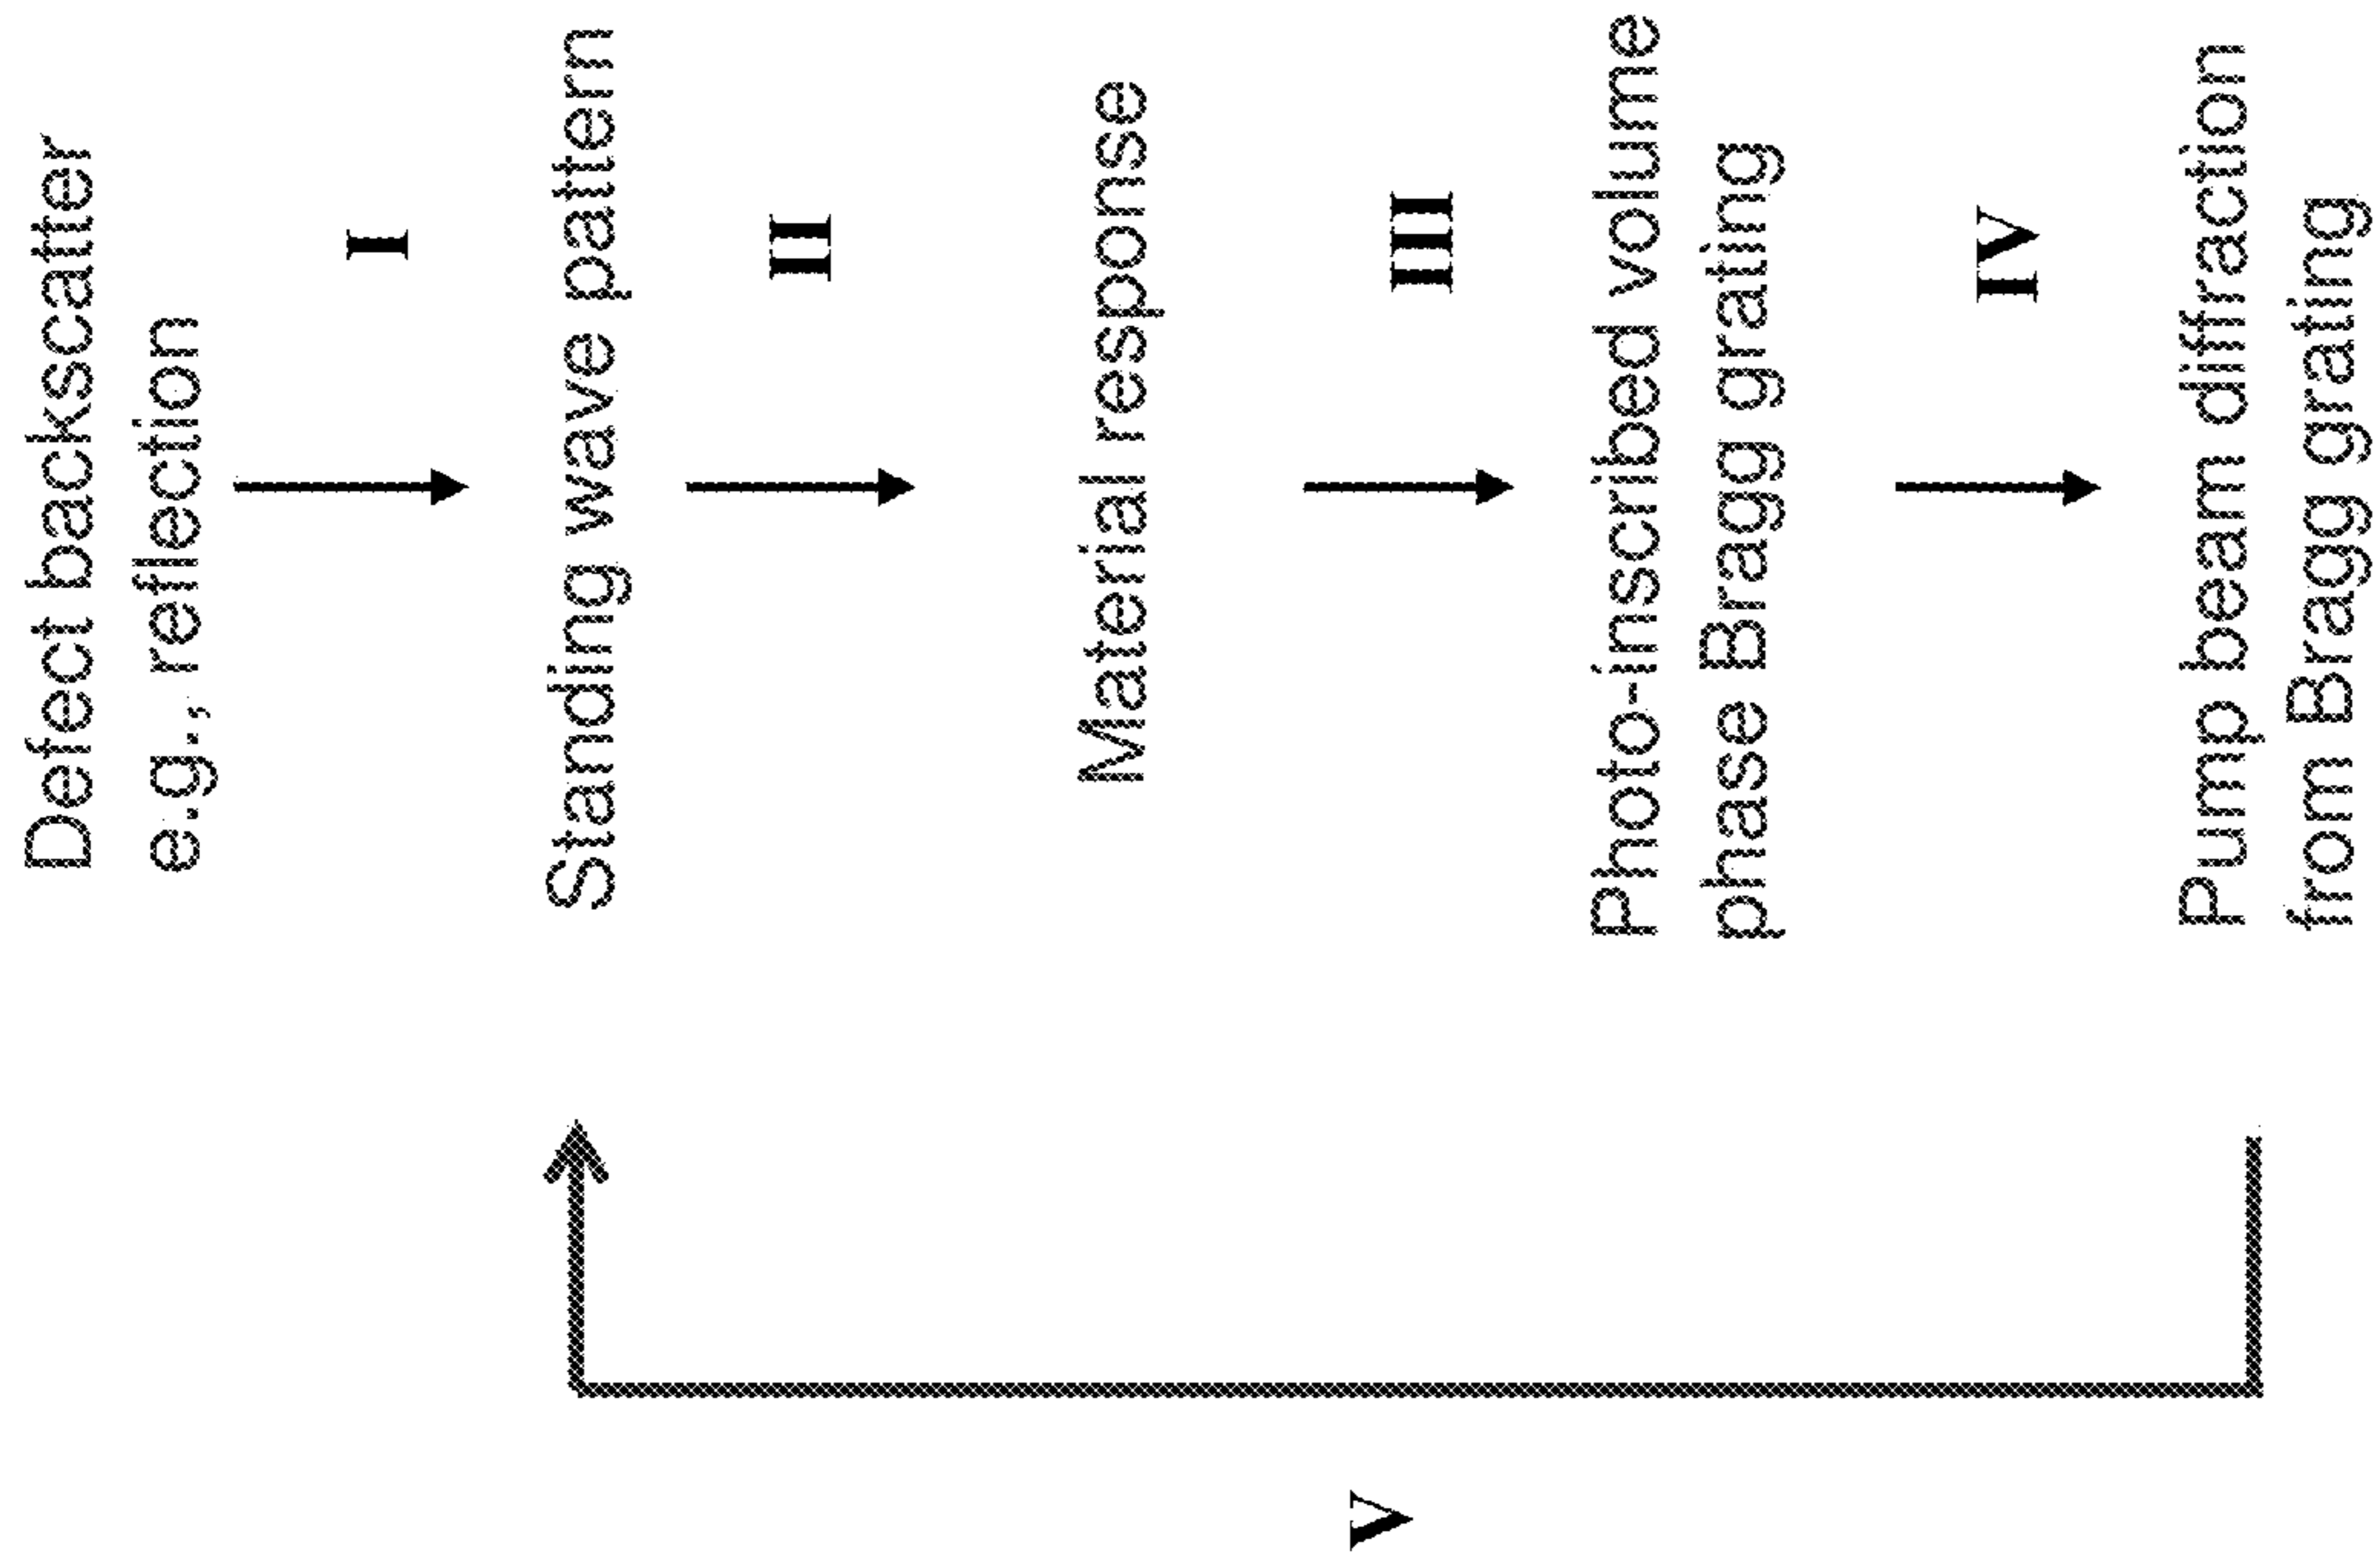 Defect backscatter
e.g., reflection
I
Standing wave pattern
II
Material response
III
Photo-inscribed volume
phase Bragg grating
IV
Pump beam diffraction
from Bragg grating
V